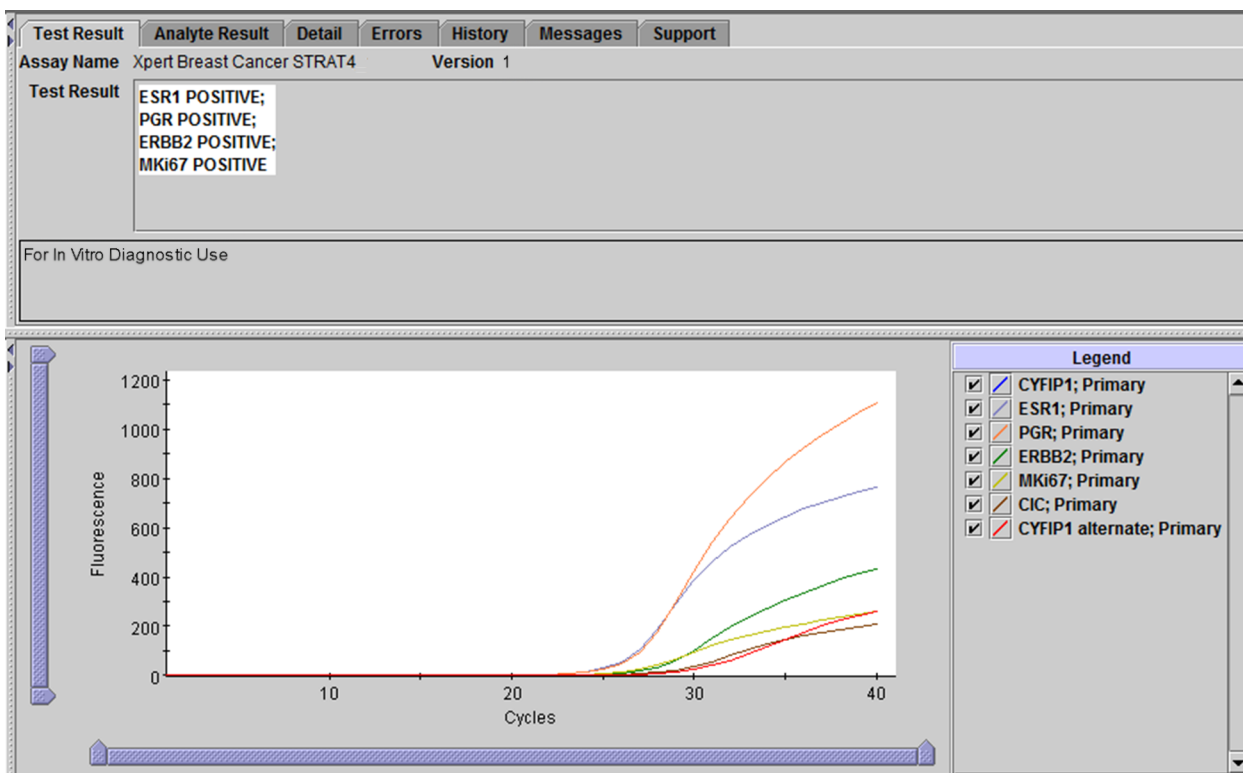 Test Result Analyte Result Detail Errors History Messages Support
Assay Name Xpert Breast Cancer STRAT4 Version 1
Test Result
ESR1 POSITIVE;
PGR POSITIVE;
ERBB2 POSITIVE;
MKi67 POSITIVE
For In Vitro Diagnostic Use
1200
1000
800
600
400
200
0
Fluorescence
10 20 30 40
Cycles
Legend
CYFIP1; Primary
ESR1; Primary
PGR; Primary
ERBB2; Primary
MKi67; Primary
CIC; Primary
CYFIP1 alternate; Primary